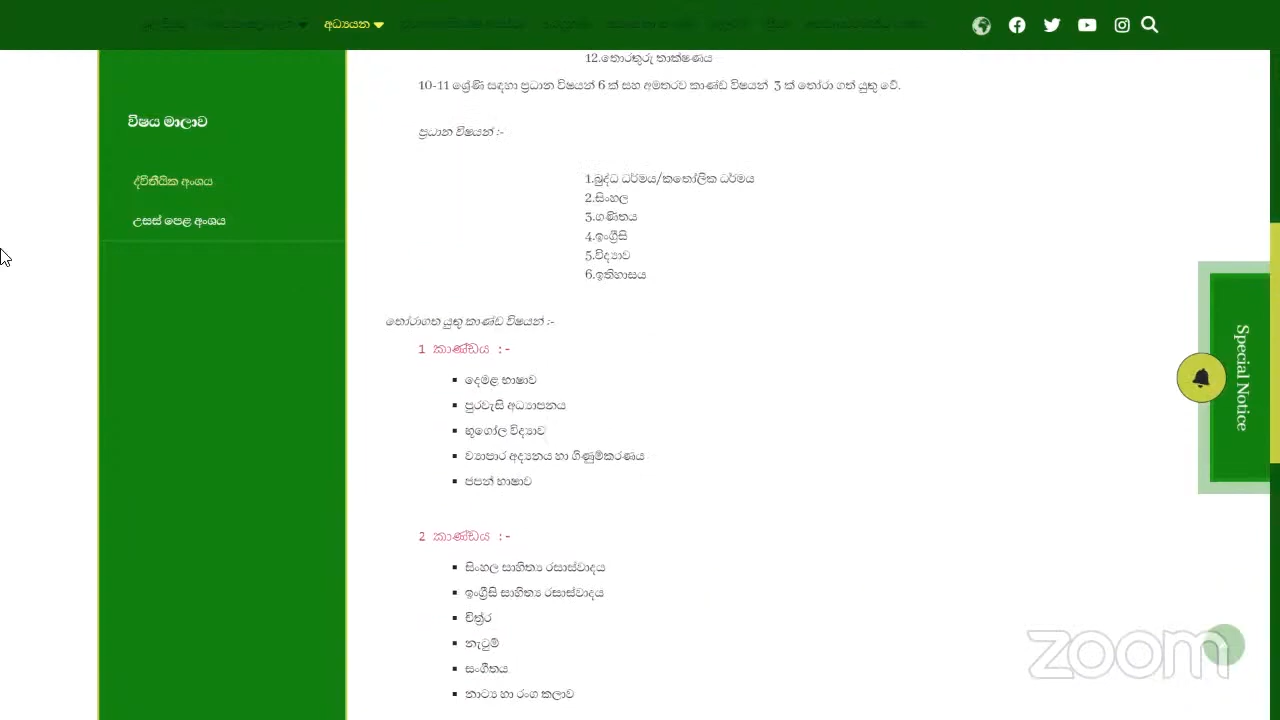 අධ්‍යයන
12.තොරතුරු තාක්ෂණය
10-11 ශ්‍රේණි සඳහා ප්‍රධාන විෂයන් 6 ක් සහ අමතරව කාණ්ඩ විෂයන් 3 ක් තෝරා ගත් යුතු වේ.
විෂය මාලාව
ප්‍රධාන විෂයන් :-
ද්විතීයික අංශය
1.බුද්ධ ධර්මය/කතෝලික ධර්මය
2.සිංහල
උසස් පෙළ අංශය
3.ගණිතය
4.ඉංග්‍රීසි
5.විද්‍යාව
6.ඉතිහාසය
තෝරාගත යුතු කාණ්ඩ විෂයන් :-
1 කාණ්ඩය :-
දෙමළ භාෂාව
පුරවැසි අධ්‍යාපනය
භූගෝල විද්‍යාව
ව්‍යාපාර අද්‍යනය හා ගිණුම්කරණය
ජපන් භාෂාව
Special Notice
2 කාණ්ඩය :-
සිංහල සාහිත්‍ය රසාස්වාදය
ඉංග්‍රීසි සාහිත්‍ය රසාස්වාදය
චිත්‍ර
නැටුම්
සංගීතය
නාට්‍ය හා රංග කලාව
zoom